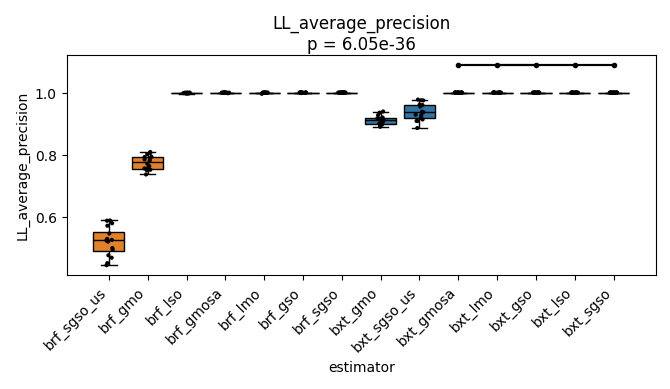 LL_average_precision
p = 6.05e-36
LL_average_precision
1.0
0.8
0.6
brf_sgso_us
brf_gmo
brf_lso
brf_gmosa
brf_lmo
brf_gso
brf_sgso
bxt_gmo
bxt_sgso_us
bxt_gmosa
bxt_lmo
bxt_gso
bxt_lso
bxt_sgso
estimator